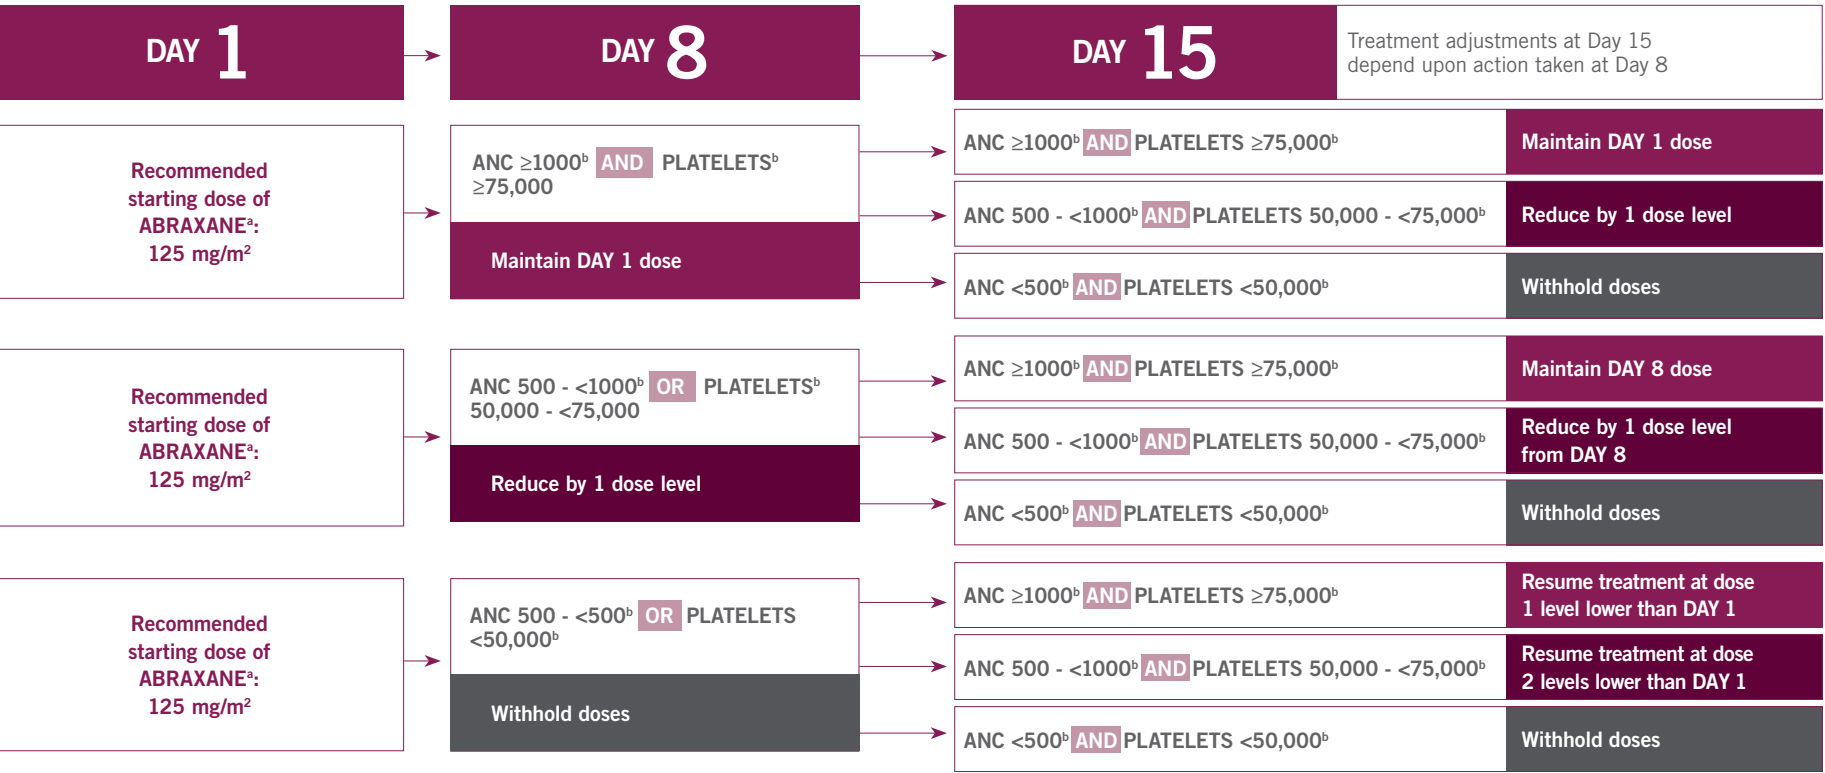 DAY 1
DAY 8
DAY 15
Treatment adjustments at Day 15
depend upon action taken at Day 8
Recommended
starting dose of
ABRAXANEᵃ:
125 mg/m²
ANC ≥1000ᵇ AND PLATELETSᵇ
≥75,000
Maintain DAY 1 dose
ANC ≥1000ᵇ AND PLATELETS ≥75,000ᵇ
Maintain DAY 1 dose
ANC 500 - <1000ᵇ AND PLATELETS 50,000 - <75,000ᵇ
Reduce by 1 dose level
ANC <500ᵇ AND PLATELETS <50,000ᵇ
Withhold doses
Recommended
starting dose of
ABRAXANEᵃ:
125 mg/m²
ANC 500 - <1000ᵇ OR PLATELETSᵇ
50,000 - <75,000
Reduce by 1 dose level
ANC ≥1000ᵇ AND PLATELETS ≥75,000ᵇ
Maintain DAY 8 dose
ANC 500 - <1000ᵇ AND PLATELETS 50,000 - <75,000ᵇ
Reduce by 1 dose level
from DAY 8
ANC <500ᵇ AND PLATELETS <50,000ᵇ
Withhold doses
Recommended
starting dose of
ABRAXANEᵃ:
125 mg/m²
ANC 500 - <500ᵇ OR PLATELETS
<50,000ᵇ
Withhold doses
ANC ≥1000ᵇ AND PLATELETS ≥75,000ᵇ
Resume treatment at dose
1 level lower than DAY 1
ANC 500 - <1000ᵇ AND PLATELETS 50,000 - <75,000ᵇ
Resume treatment at dose
2 levels lower than DAY 1
ANC <500ᵇ AND PLATELETS <50,000ᵇ
Withhold doses